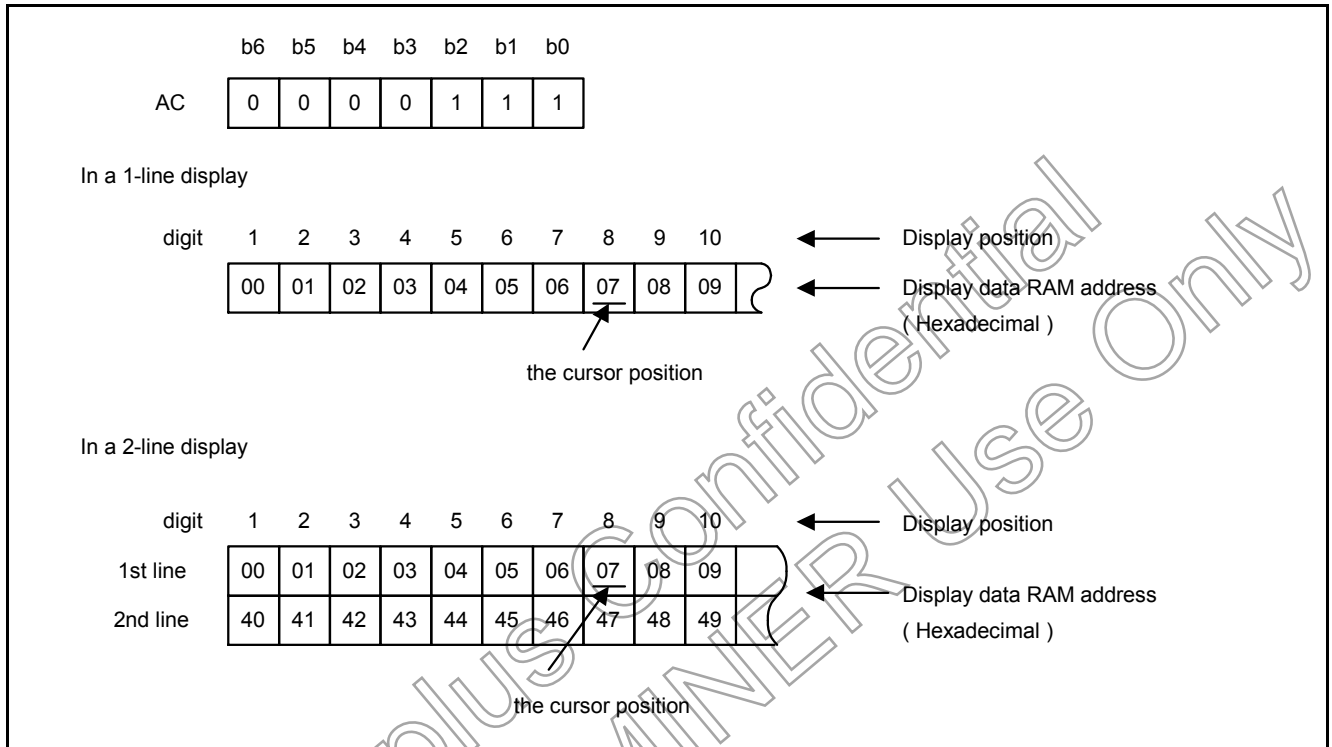 b6 b5 b4 b3 b2 b1 b0
AC 0 0 0 0 1 1 1
In a 1-line display
digit 1 2 3 4 5 6 7 8 9 10 Display position
00 01 02 03 04 05 06 07 08 09 Display data RAM address
( Hexadecimal )
the cursor position
In a 2-line display
digit 1 2 3 4 5 6 7 8 9 10 Display position
1st line 00 01 02 03 04 05 06 07 08 09
Display data RAM address
2nd line 40 41 42 43 44 45 46 47 48 49
( Hexadecimal )
the cursor position
plus Confidential
Use Only